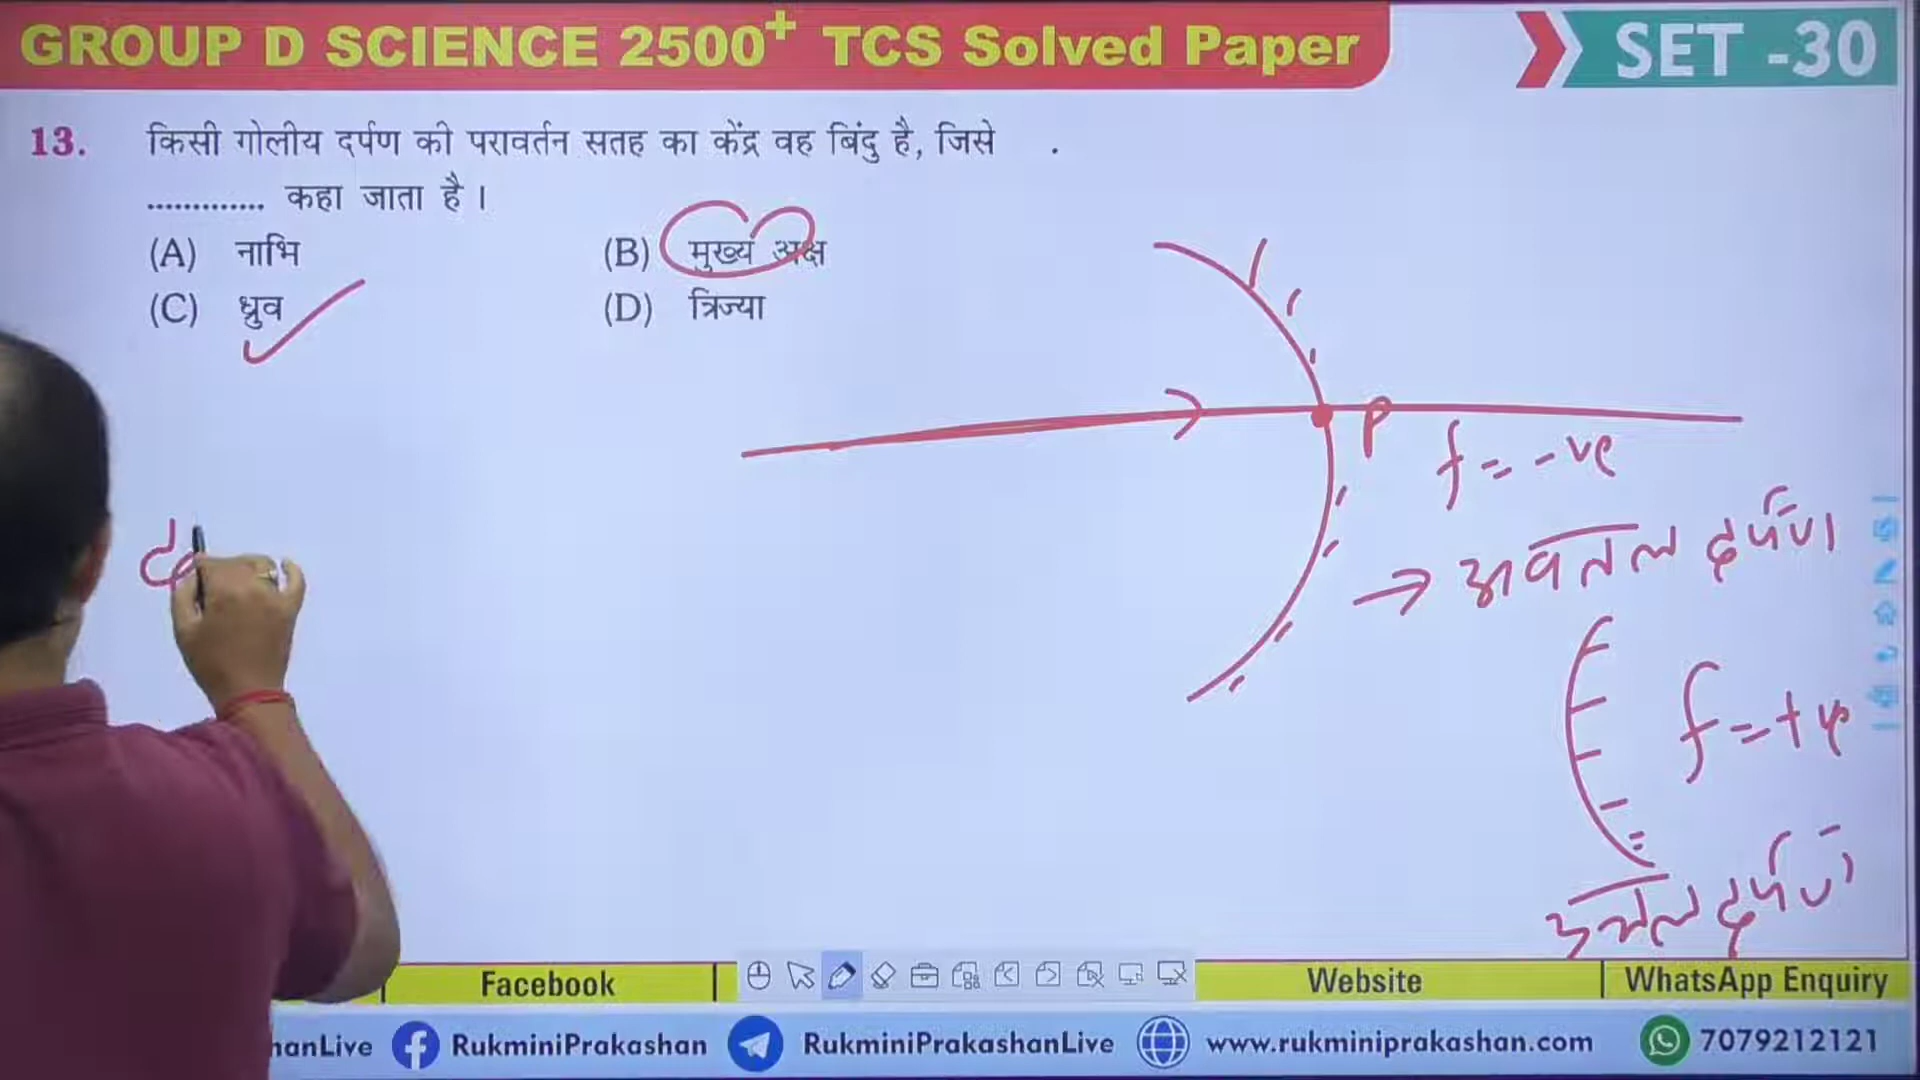 GROUP D SCIENCE 2500+ TCS Solved Paper
SET -30
13. किसी गोलीय दर्पण की परावर्तन सतह का केंद्र वह बिंदु है, जिसे .
............. कहा जाता है ।
(A) नाभि (B) मुख्य अक्ष
(C) ध्रुव (D) त्रिज्या
P
f = -ve
→ अवतल दर्पण
f = +ve
उत्तल दर्पण
Facebook Website WhatsApp Enquiry
hanLive RukminiPrakashan RukminiPrakashanLive www.rukminiprakashan.com 7079212121